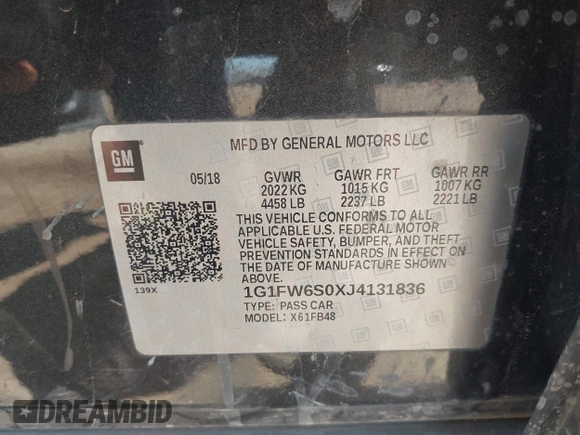 MFD BY GENERAL MOTORS LLC
GM
05/18 GVWR GAWR FRT GAWR RR
2022 KG 1015 KG 1007 KG
4458 LB 2237 LB 2221 LB
THIS VEHICLE CONFORMS TO ALL
APPLICABLE U.S. FEDERAL MOTOR
VEHICLE SAFETY, BUMPER, AND THEFT
PREVENTION STANDARDS IN EFFECT ON
THE DATE OF MANUFACTURE SHOWN
ABOVE.
139X
1G1FW6S0XJ4131836
TYPE: PASS CAR
MODEL: X61FB48
DREAMBID